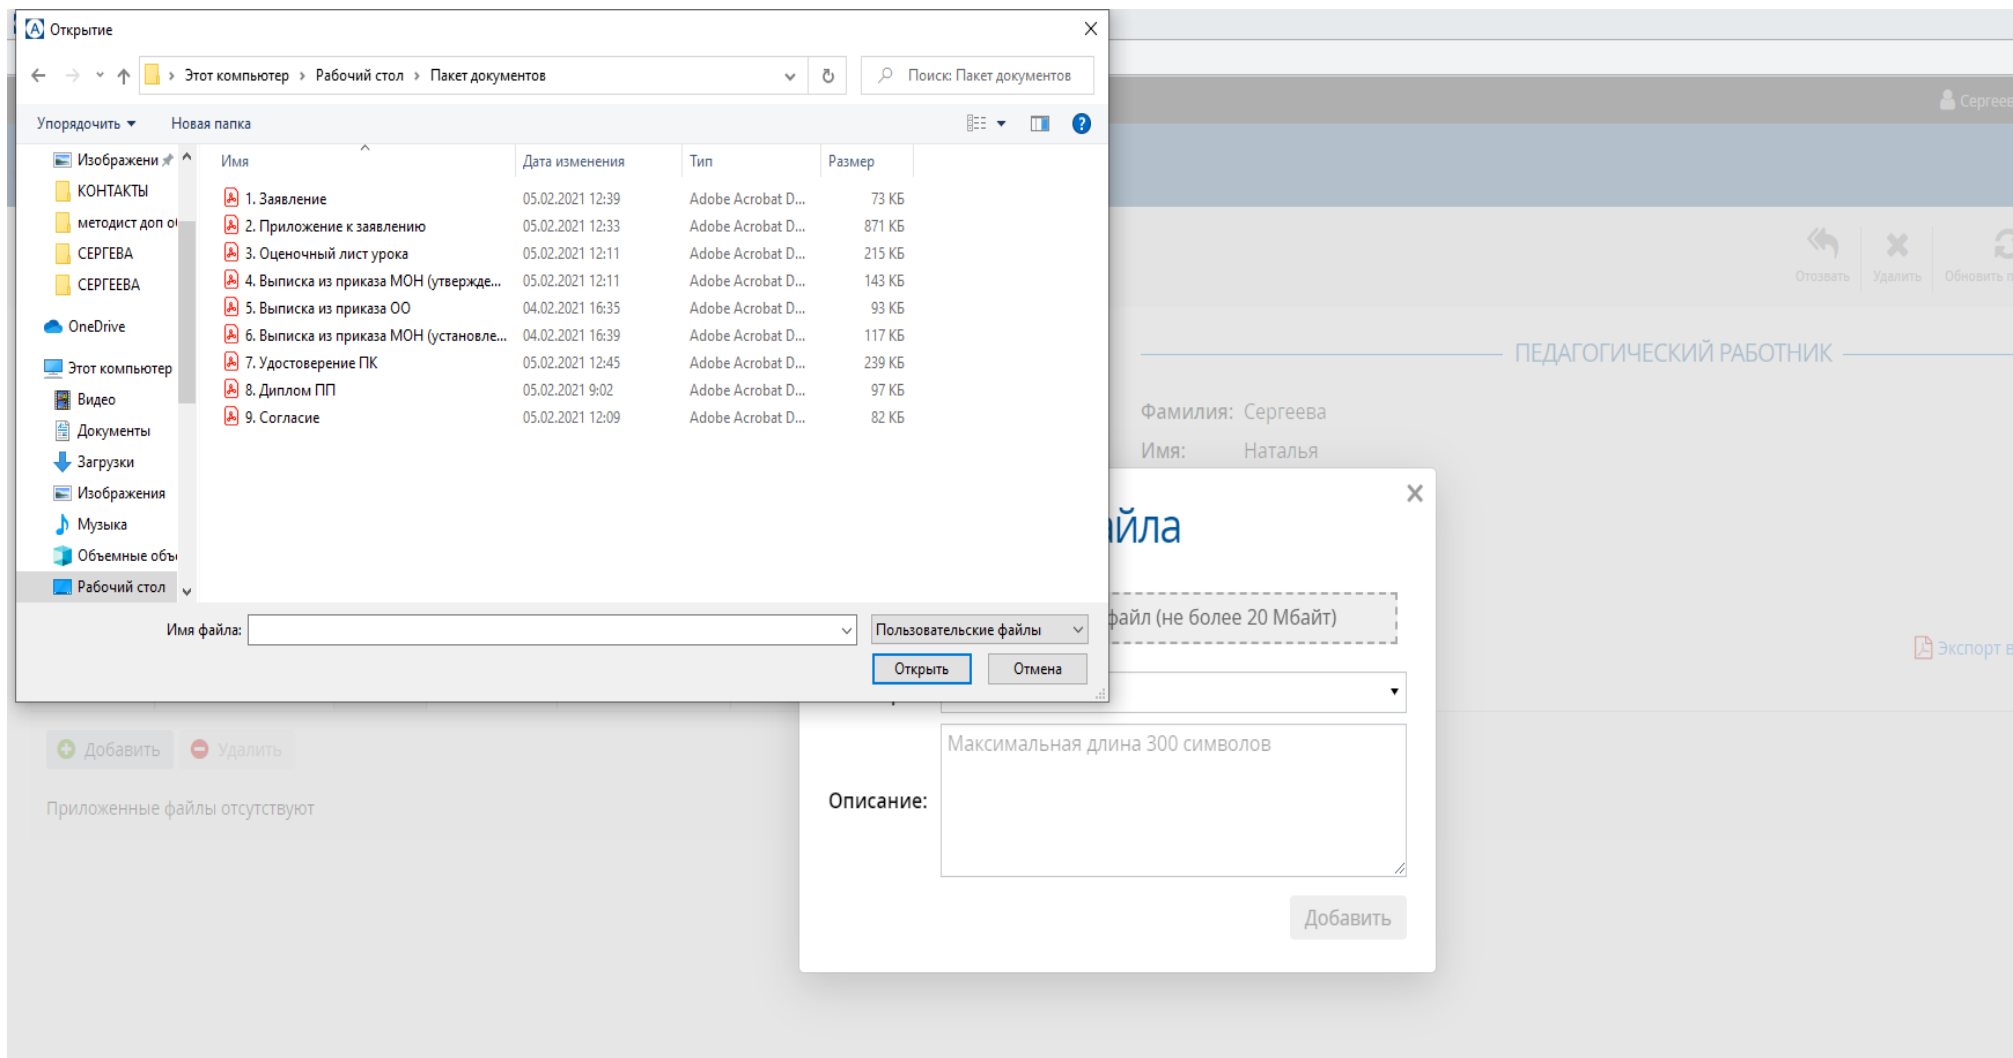 Открытие
Этот компьютер › Рабочий стол › Пакет документов
Поиск: Пакет документов
Упорядочить
Новая папка
Имя
Дата изменения
Тип
Размер
1. Заявление 05.02.2021 12:39 Adobe Acrobat D... 73 КБ
2. Приложение к заявлению 05.02.2021 12:33 Adobe Acrobat D... 871 КБ
3. Оценочный лист урока 05.02.2021 12:11 Adobe Acrobat D... 215 КБ
4. Выписка из приказа МОН (утвержде... 05.02.2021 12:11 Adobe Acrobat D... 143 КБ
5. Выписка из приказа ОО 04.02.2021 16:35 Adobe Acrobat D... 93 КБ
6. Выписка из приказа МОН (установле... 04.02.2021 16:39 Adobe Acrobat D... 117 КБ
7. Удостоверение ПК 05.02.2021 12:45 Adobe Acrobat D... 239 КБ
8. Диплом ПП 05.02.2021 9:02 Adobe Acrobat D... 97 КБ
9. Согласие 05.02.2021 12:09 Adobe Acrobat D... 82 КБ
Изображени
КОНТАКТЫ
методист доп о
СЕРГЕВА
СЕРГЕЕВА
OneDrive
Этот компьютер
Видео
Документы
Загрузки
Изображения
Музыка
Объемные объ
Рабочий стол
Имя файла:
Пользовательские файлы
Открыть
Отмена
Сергеев
Отозвать
Удалить
Обновить п
ПЕДАГОГИЧЕСКИЙ РАБОТНИК
Фамилия: Сергеева
Имя: Наталья
йла
файл (не более 20 Мбайт)
Экспорт в
Максимальная длина 300 символов
Описание:
Добавить
Добавить
Удалить
Приложенные файлы отсутствуют